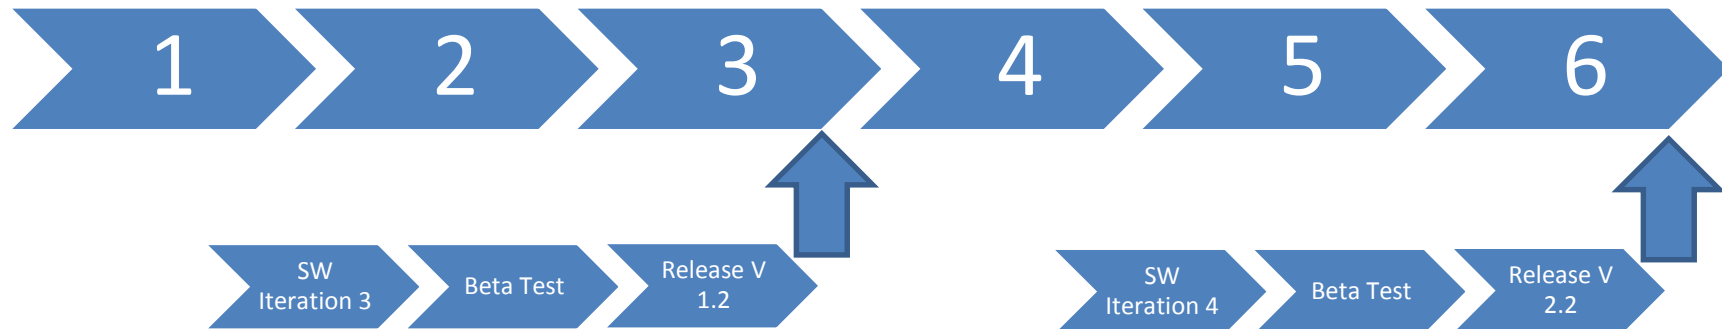 1
2
3
4
5
6
SW
Iteration 3
Beta Test
Release V
1.2
SW
Iteration 4
Beta Test
Release V
2.2